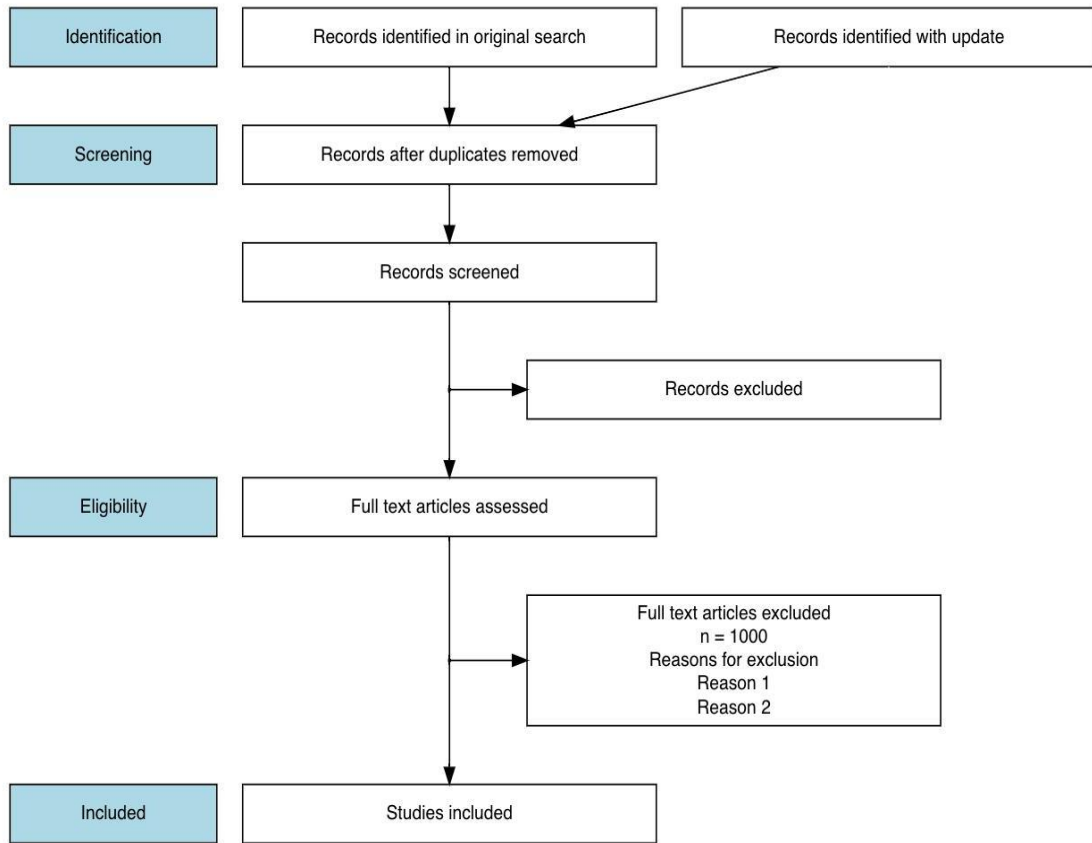 Identification
Records identified in original search
Records identified with update
Screening
Records after duplicates removed
Records screened
Records excluded
Eligibility
Full text articles assessed
Full text articles excluded
n = 1000
Reasons for exclusion
Reason 1
Reason 2
Included
Studies included